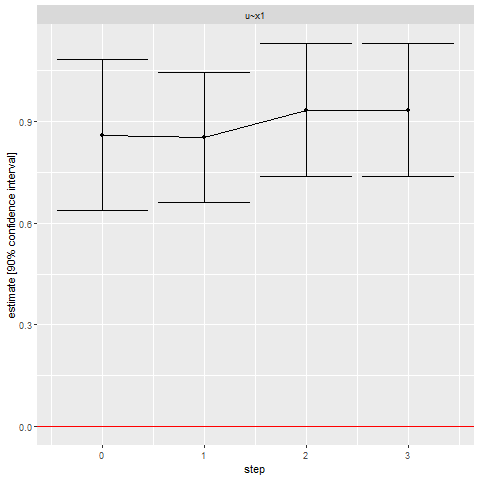 u~x1
estimate [90% confidence interval]
0.9
0.6
0.3
0.0
0 1 2 3
step